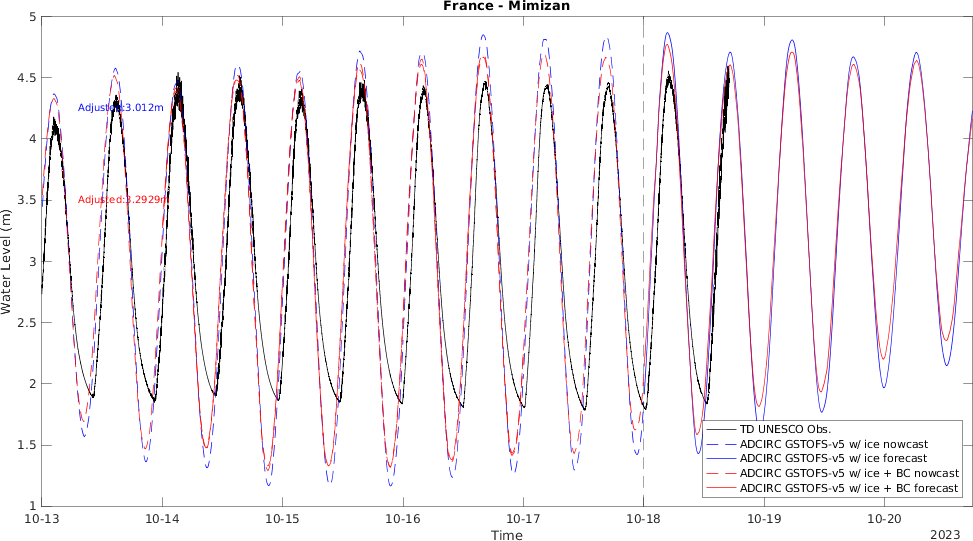 France - Mimizan
5
4.5
4
3.5
3
2.5
2
1.5
1
Water Level (m)
Adjusted:3.012m
Adjusted:3.2929m
TD UNESCO Obs.
ADCIRC GSTOFS-v5 w/ ice nowcast
ADCIRC GSTOFS-v5 w/ ice forecast
ADCIRC GSTOFS-v5 w/ ice + BC nowcast
ADCIRC GSTOFS-v5 w/ ice + BC forecast
10-13 10-14 10-15 10-16 10-17 10-18 10-19 10-20
Time
2023